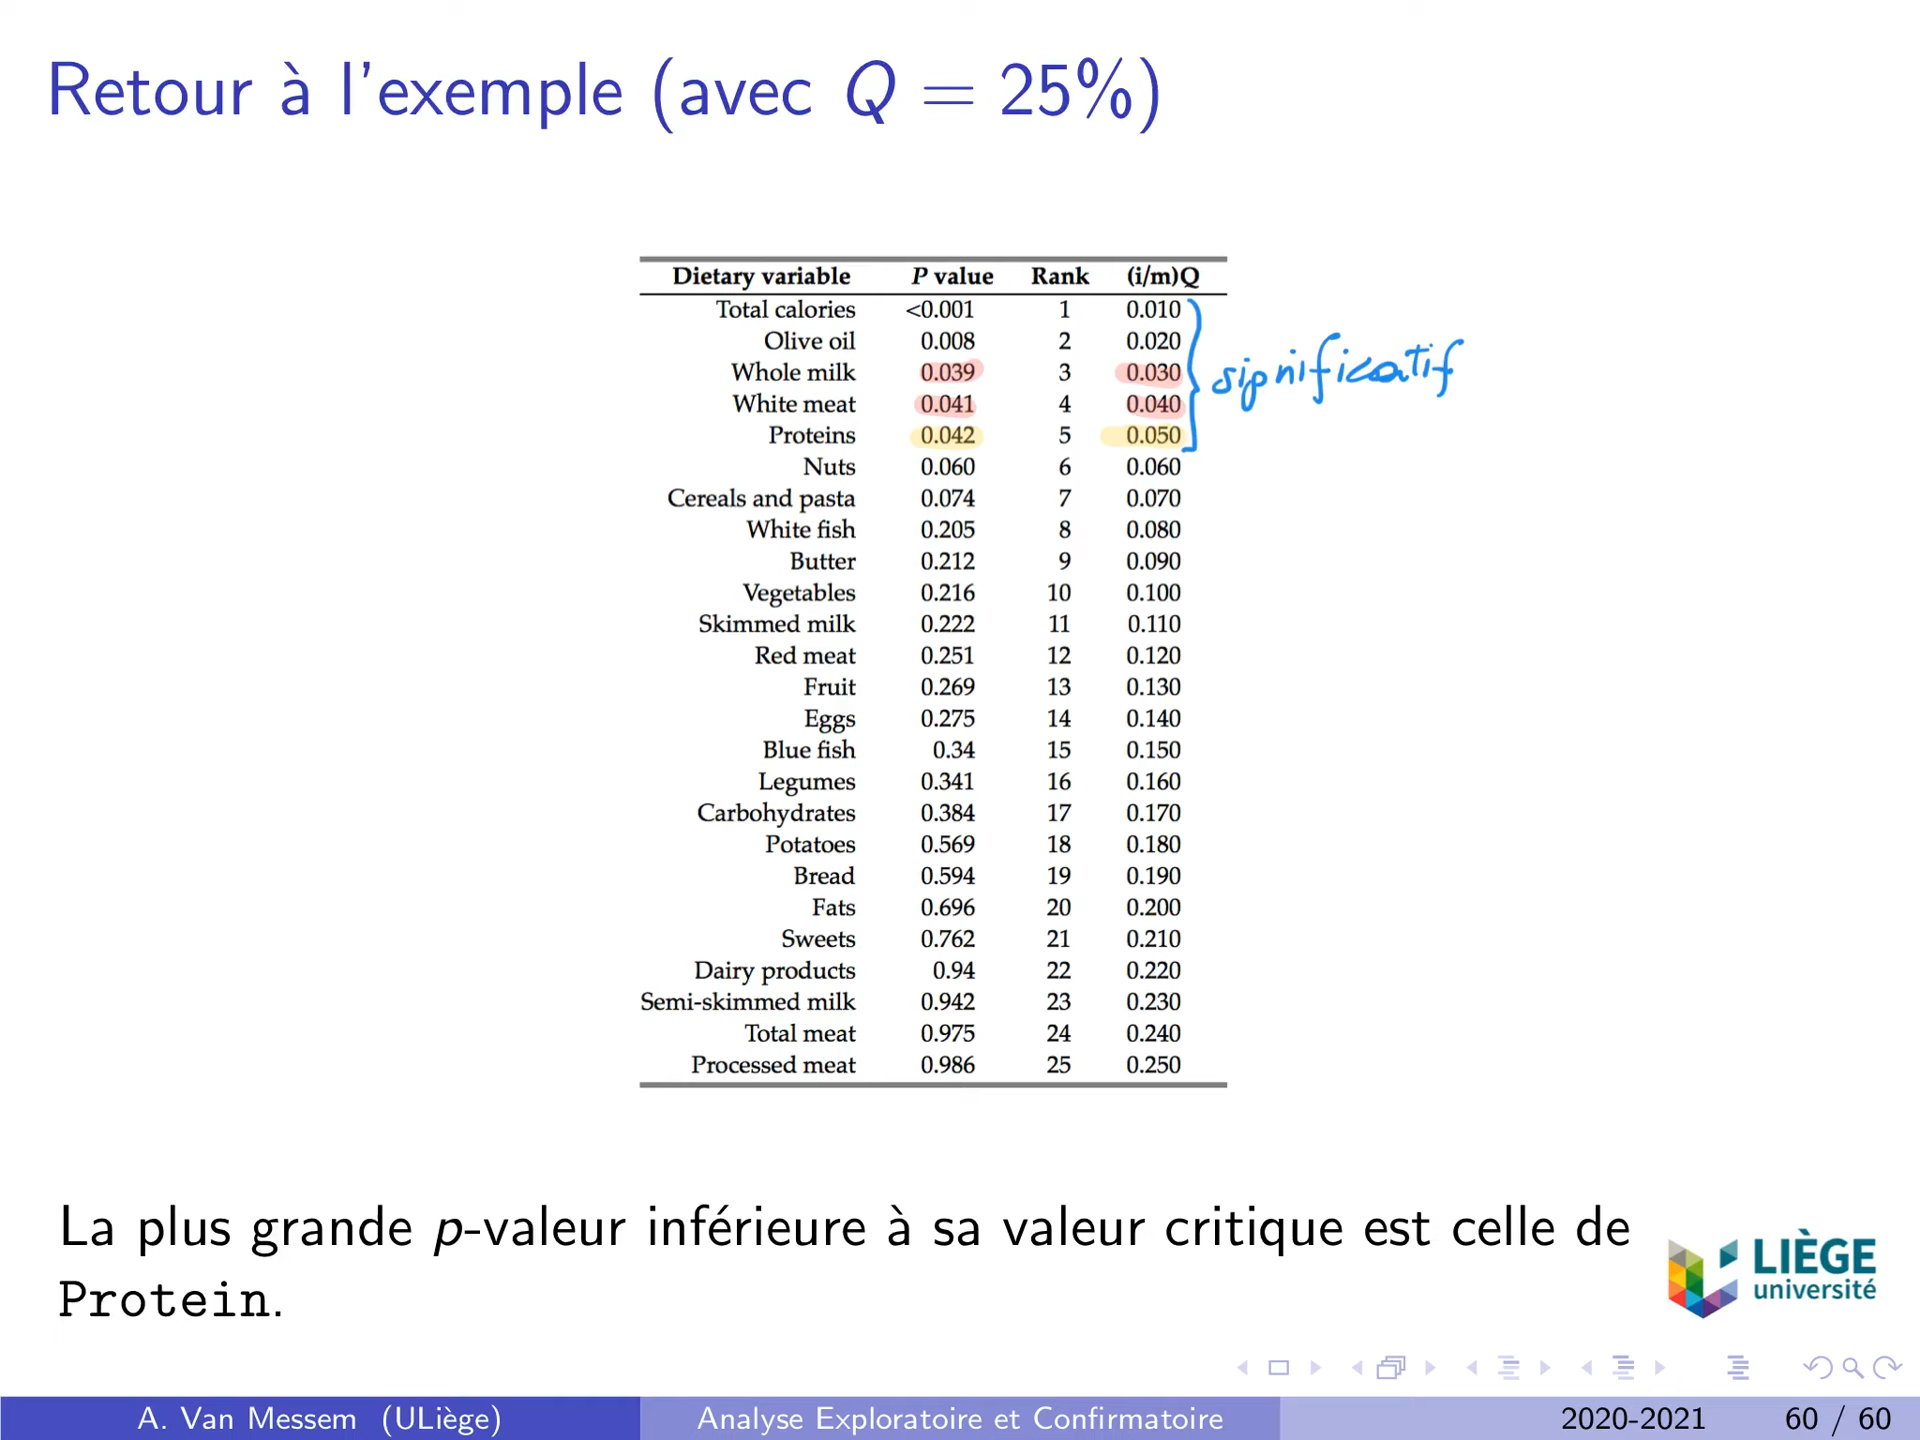 Retour à l'exemple (avec Q = 25%)
Dietary variable P value Rank (i/m)Q
Total calories <0.001 1 0.010
Olive oil 0.008 2 0.020
Whole milk 0.039 3 0.030
White meat 0.041 4 0.040
Proteins 0.042 5 0.050
significatif
Nuts 0.060 6 0.060
Cereals and pasta 0.074 7 0.070
White fish 0.205 8 0.080
Butter 0.212 9 0.090
Vegetables 0.216 10 0.100
Skimmed milk 0.222 11 0.110
Red meat 0.251 12 0.120
Fruit 0.269 13 0.130
Eggs 0.275 14 0.140
Blue fish 0.34 15 0.150
Legumes 0.341 16 0.160
Carbohydrates 0.384 17 0.170
Potatoes 0.569 18 0.180
Bread 0.594 19 0.190
Fats 0.696 20 0.200
Sweets 0.762 21 0.210
Dairy products 0.94 22 0.220
Semi-skimmed milk 0.942 23 0.230
Total meat 0.975 24 0.240
Processed meat 0.986 25 0.250
La plus grande p-valeur inférieure à sa valeur critique est celle de
Protein.
LIÈGE
université
A. Van Messem (ULiège) Analyse Exploratoire et Confirmatoire 2020-2021 60 / 60